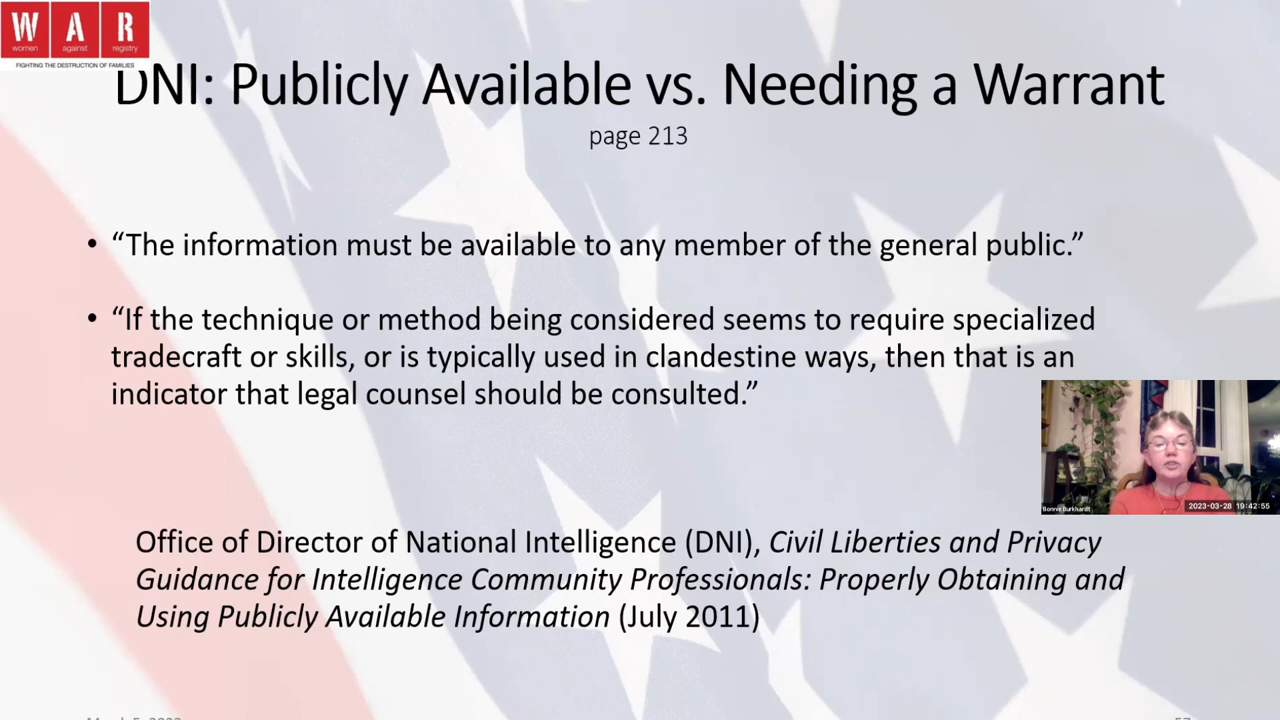 W A R
women against registry
FIGHTING THE DESTRUCTION OF FAMILIES
DNI: Publicly Available vs. Needing a Warrant
page 213
• “The information must be available to any member of the general public.”
• “If the technique or method being considered seems to require specialized
tradecraft or skills, or is typically used in clandestine ways, then that is an
indicator that legal counsel should be consulted.”
Bonnie Burkhardt
2023-03-28 19:42:55
Office of Director of National Intelligence (DNI), Civil Liberties and Privacy
Guidance for Intelligence Community Professionals: Properly Obtaining and
Using Publicly Available Information (July 2011)